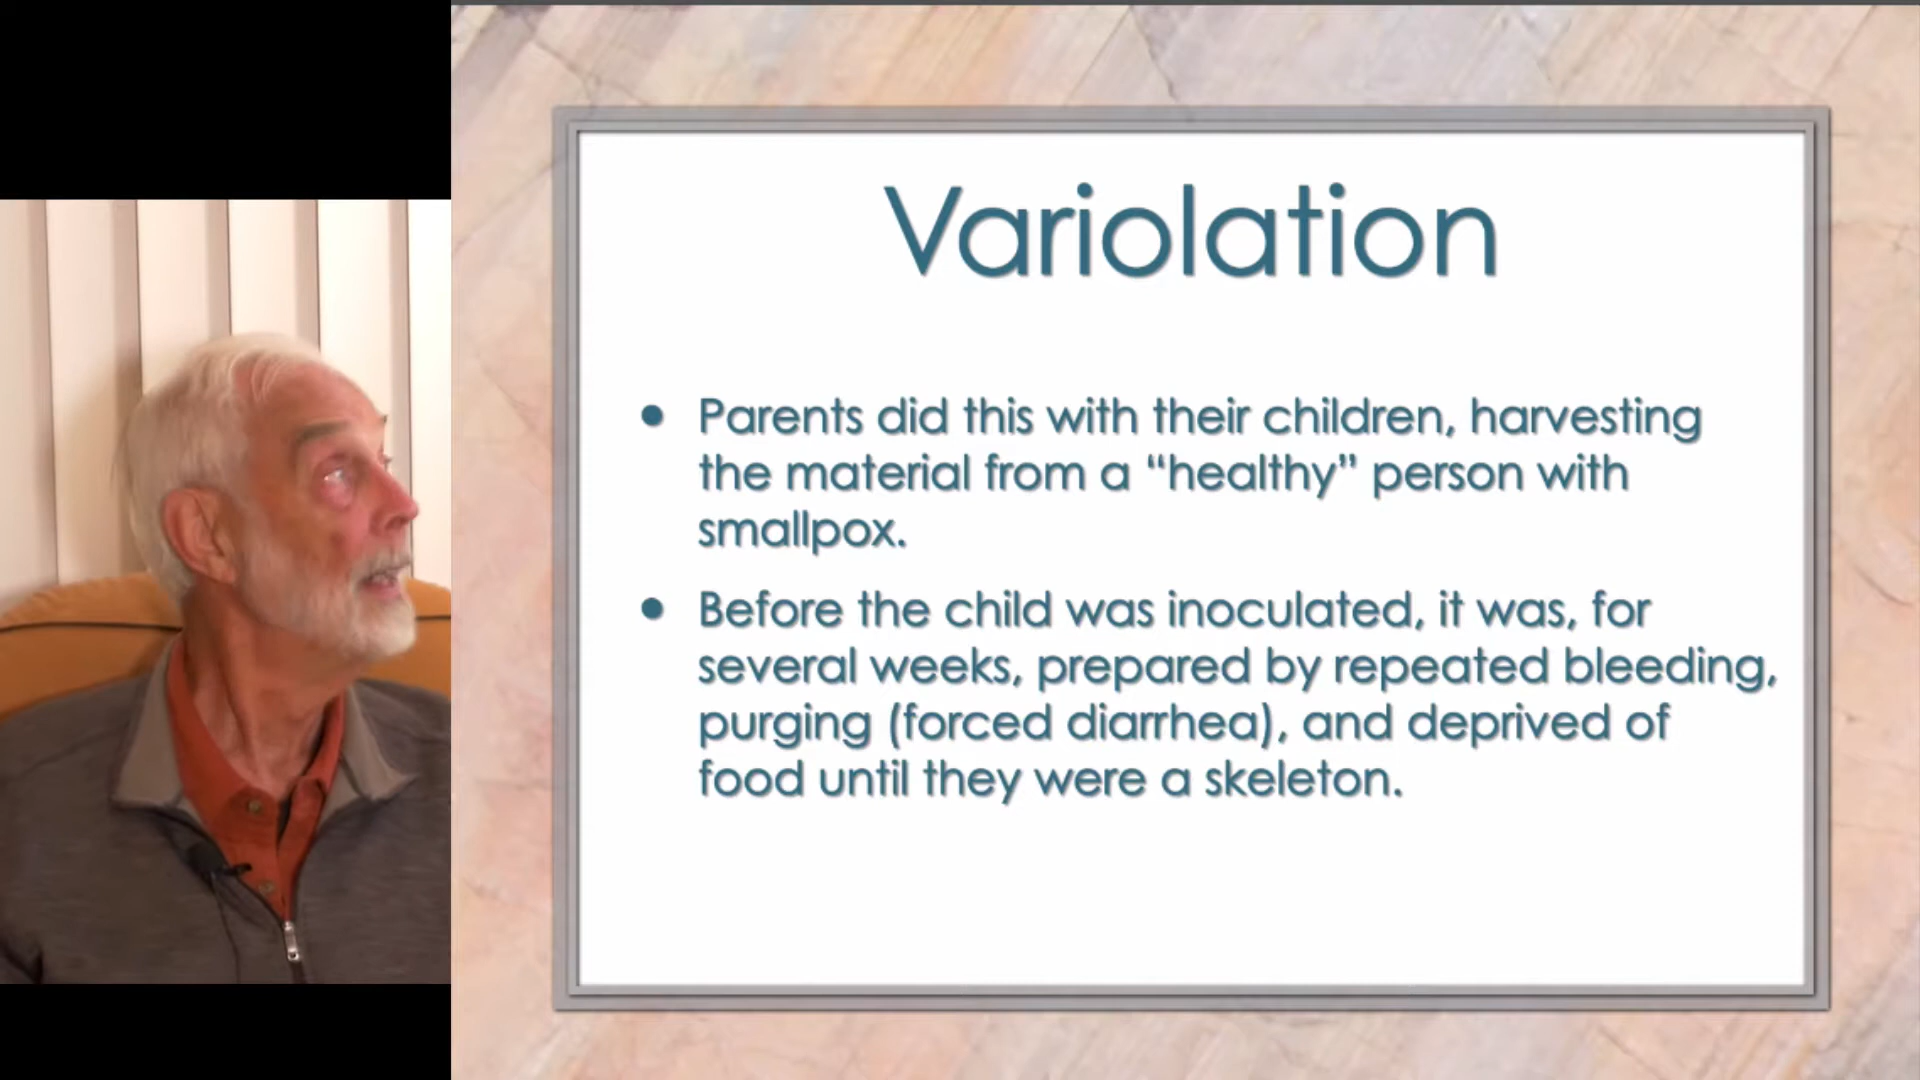 Variolation
• Parents did this with their children, harvesting
the material from a “healthy” person with
smallpox.
• Before the child was inoculated, it was, for
several weeks, prepared by repeated bleeding,
purging (forced diarrhea), and deprived of
food until they were a skeleton.